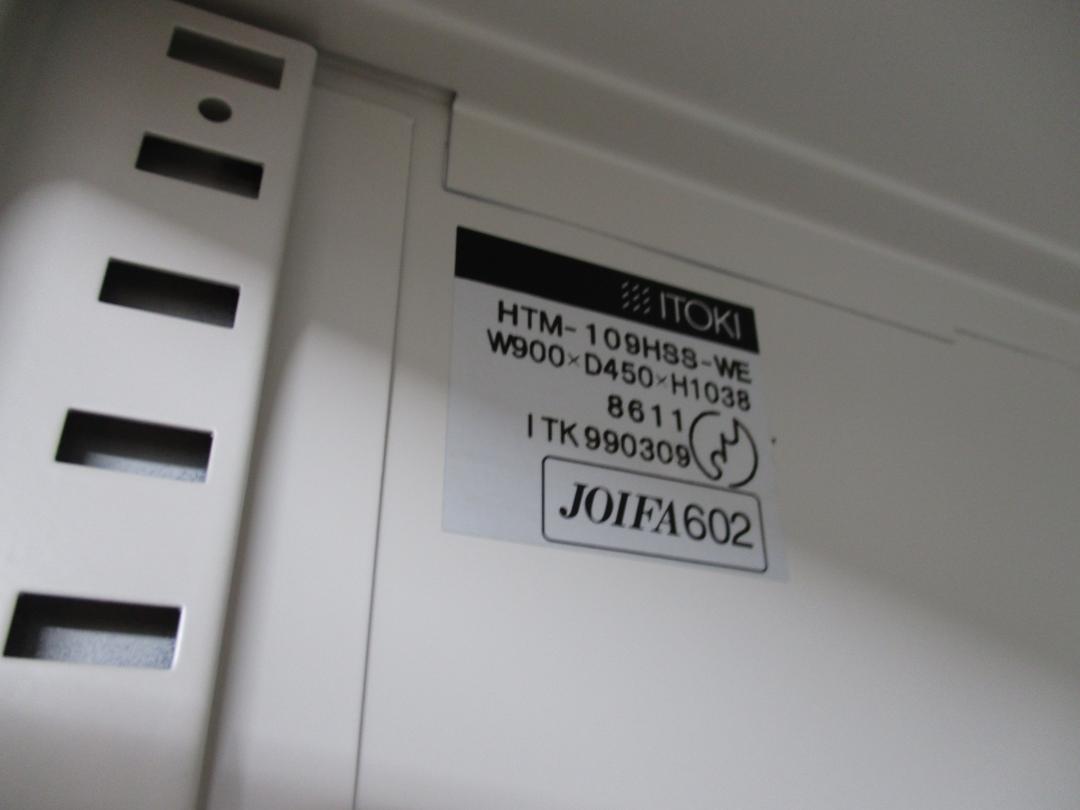 ITOKI
HTM-109HSS-WE
W900×D450×H1038
8611
ITK990309
JOIFA602